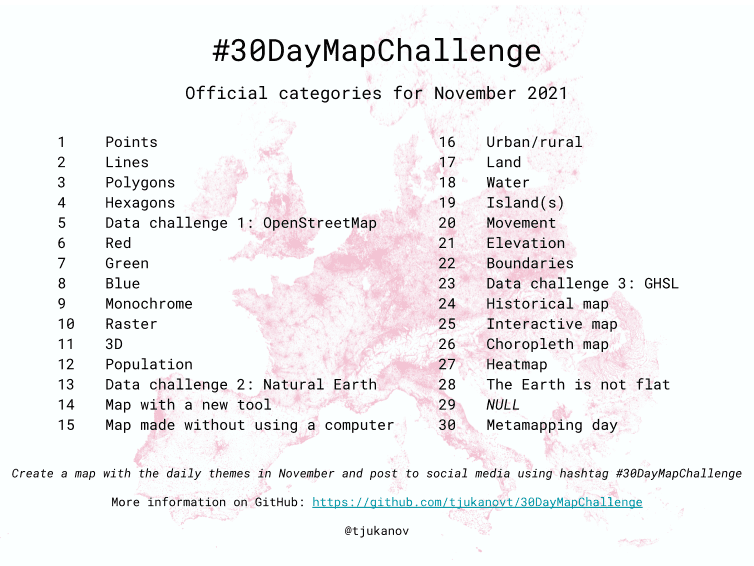 #30DayMapChallenge
Official categories for November 2021
1 Points
2 Lines
3 Polygons
4 Hexagons
5 Data challenge 1: OpenStreetMap
6 Red
7 Green
8 Blue
9 Monochrome
10 Raster
11 3D
12 Population
13 Data challenge 2: Natural Earth
14 Map with a new tool
15 Map made without using a computer
16 Urban/rural
17 Land
18 Water
19 Island(s)
20 Movement
21 Elevation
22 Boundaries
23 Data challenge 3: GHSL
24 Historical map
25 Interactive map
26 Choropleth map
27 Heatmap
28 The Earth is not flat
29 NULL
30 Metamapping day
Create a map with the daily themes in November and post to social media using hashtag #30DayMapChallenge
More information on GitHub: https://github.com/tjukanovt/30DayMapChallenge
@tjukanov